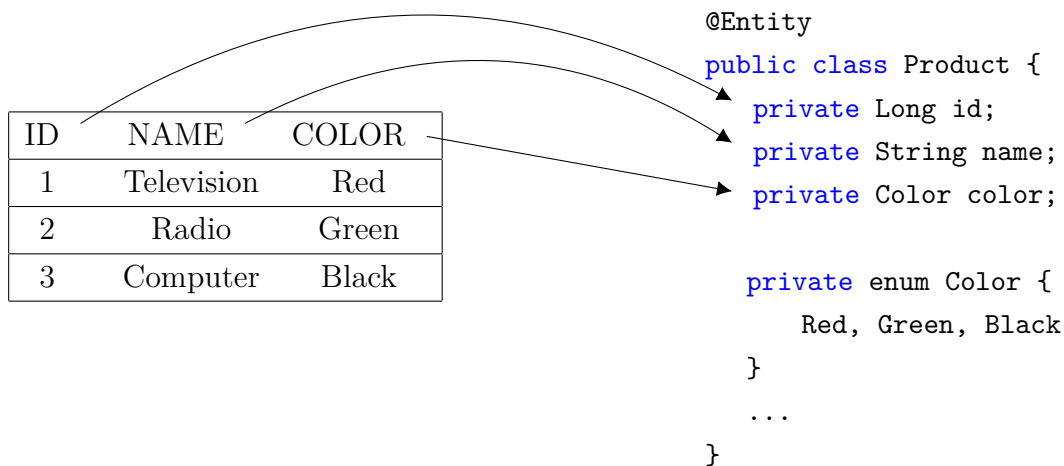 ID NAME COLOR
1 Television Red
2 Radio Green
3 Computer Black
@Entity
public class Product {
private Long id;
private String name;
private Color color;
private enum Color {
Red, Green, Black
}
...
}